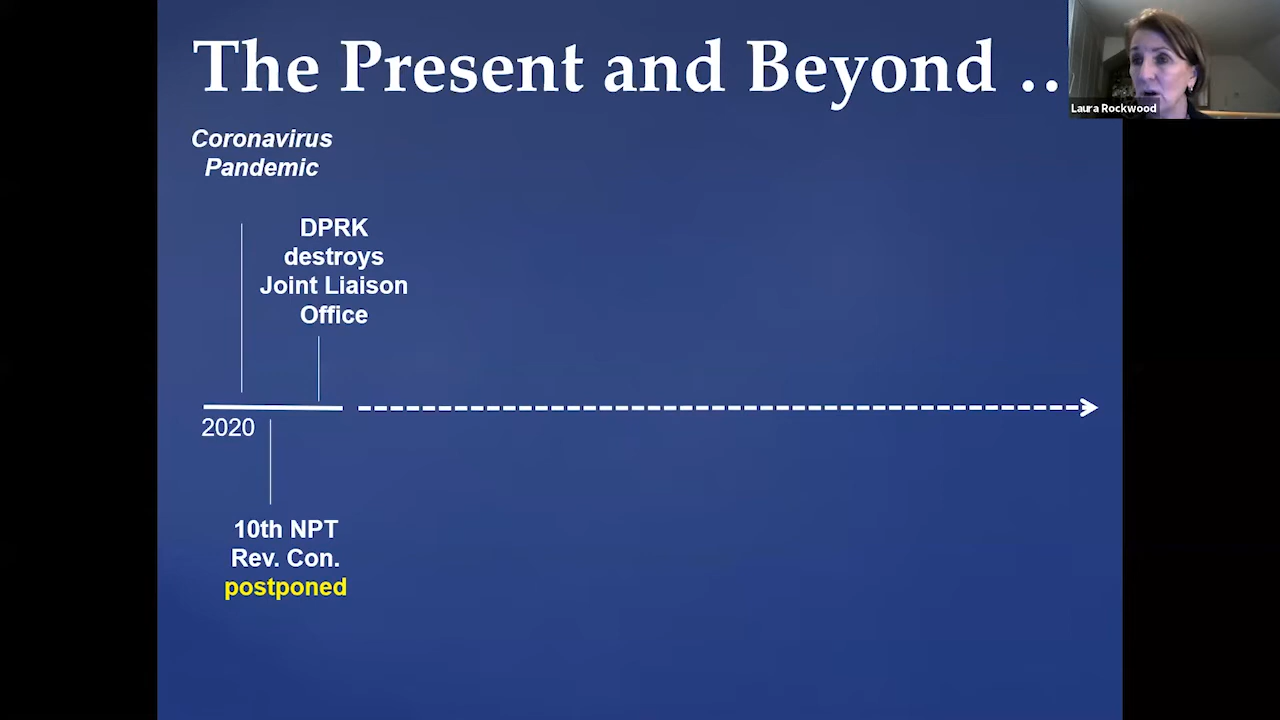 The Present and Beyond ..
Laura Rockwood
Coronavirus
Pandemic
DPRK
destroys
Joint Liaison
Office
2020
10th NPT
Rev. Con.
postponed